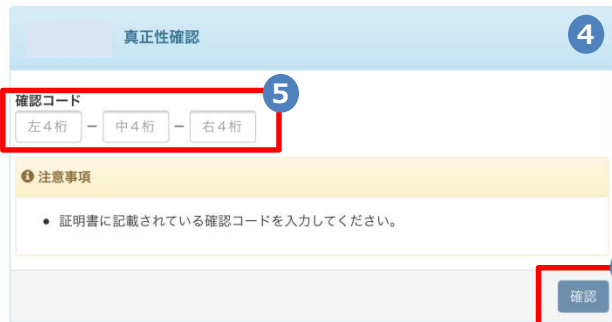 真正性確認
4
確認コード
5
左4桁 − 中4桁 − 右4桁
注意事項
● 証明書に記載されている確認コードを入力してください。
確認